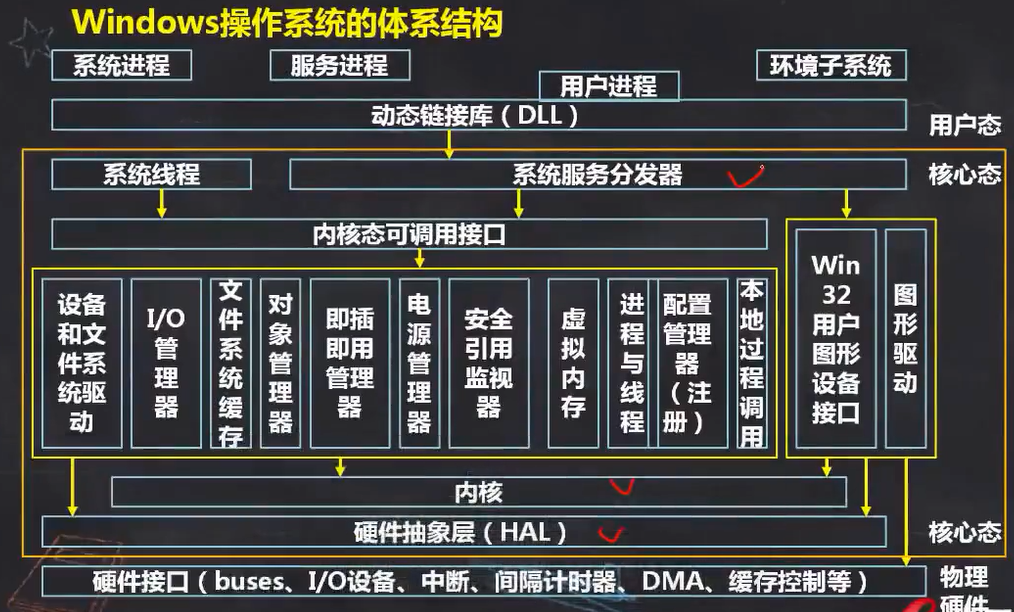 Windows操作系统的体系结构
系统进程
服务进程
用户进程
环境子系统
动态链接库（DLL）
用户态
系统线程
系统服务分发器
核心态
内核态可调用接口
设备
和文
件系
统驱
动
I/O
管
理
器
文
件
系
统
缓
存
对
象
管
理
器
即插
即用
管理
器
电
源
管
理
器
安全
引用
监视
器
虚
拟
内
存
进
程
与
线
程
配置
管理
器
（注
册）
本
地
过
程
调
用
Win
32
用户
图形
设备
接口
图
形
驱
动
内核
硬件抽象层（HAL）
核心态
硬件接口（buses、I/O设备、中断、间隔计时器、DMA、缓存控制等）
物理
硬件